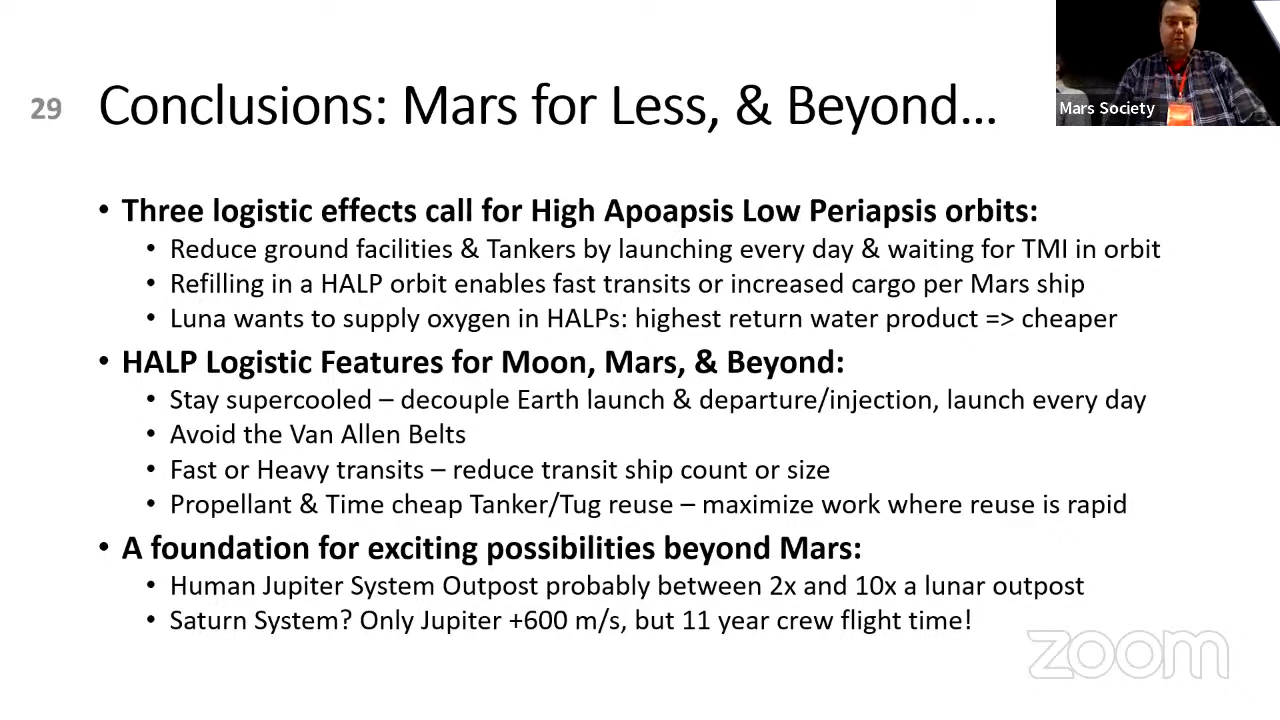 29
Conclusions: Mars for Less, & Beyond...
Mars Society
• Three logistic effects call for High Apoapsis Low Periapsis orbits:
• Reduce ground facilities & Tankers by launching every day & waiting for TMI in orbit
• Refilling in a HALP orbit enables fast transits or increased cargo per Mars ship
• Luna wants to supply oxygen in HALPs: highest return water product => cheaper
• HALP Logistic Features for Moon, Mars, & Beyond:
• Stay supercooled – decouple Earth launch & departure/injection, launch every day
• Avoid the Van Allen Belts
• Fast or Heavy transits – reduce transit ship count or size
• Propellant & Time cheap Tanker/Tug reuse – maximize work where reuse is rapid
• A foundation for exciting possibilities beyond Mars:
• Human Jupiter System Outpost probably between 2x and 10x a lunar outpost
• Saturn System? Only Jupiter +600 m/s, but 11 year crew flight time!
zoom